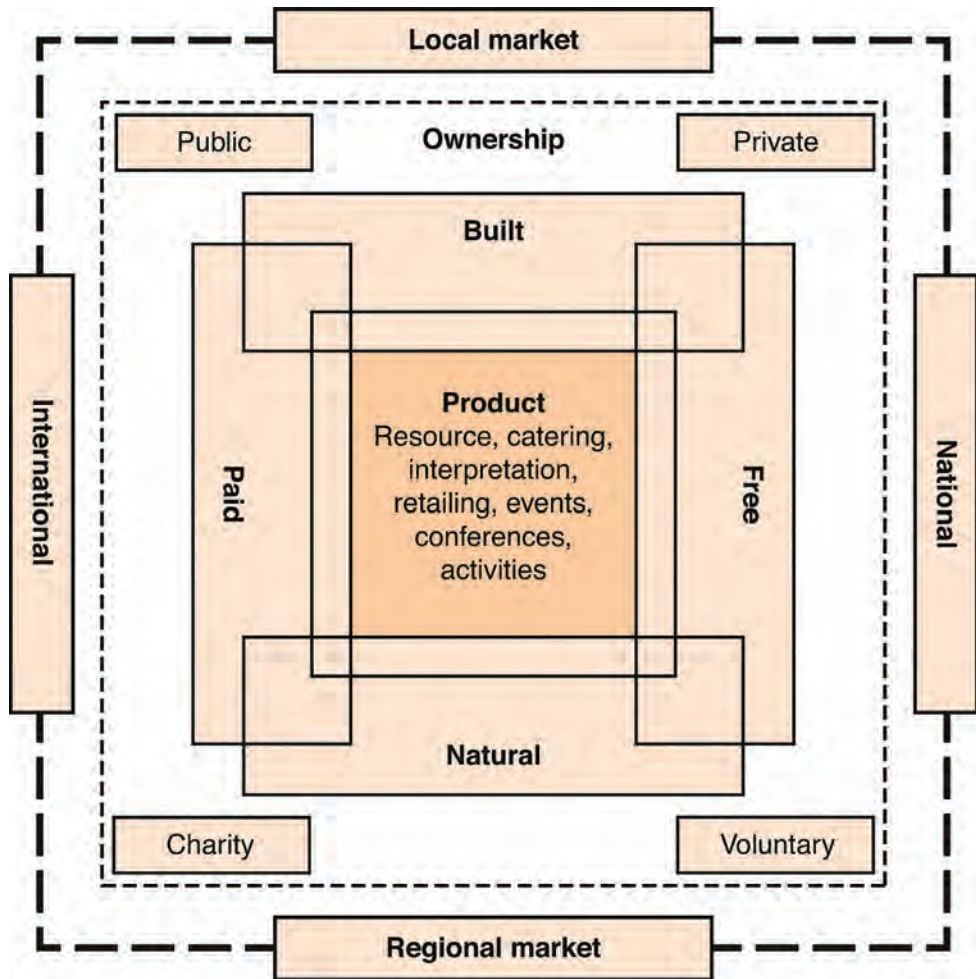 Local market
Public
Ownership
Private
Built
International
Paid
Product
Resource, catering,
interpretation,
retailing, events,
conferences,
activities
Free
National
Natural
Charity
Voluntary
Regional market